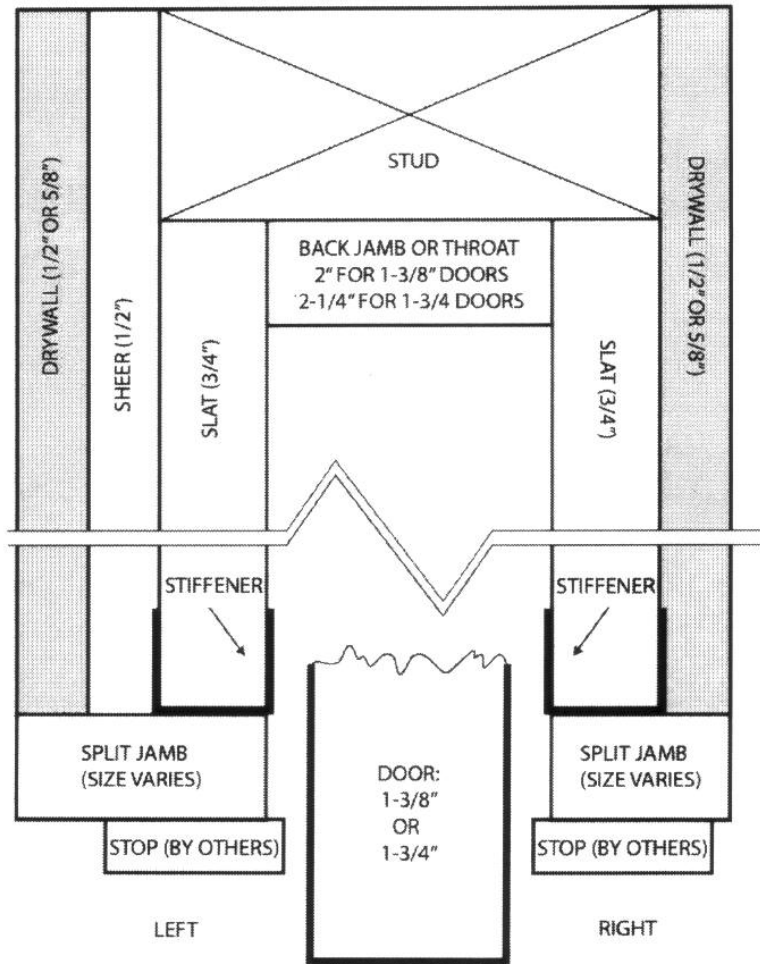 STUD
DRYWALL (1/2" OR 5/8")
SHEER (1/2")
SLAT (3/4")
BACK JAMB OR THROAT
2" FOR 1-3/8" DOORS
2-1/4" FOR 1-3/4 DOORS
SLAT (3/4")
DRYWALL (1/2" OR 5/8")
STIFFENER
STIFFENER
SPLIT JAMB
(SIZE VARIES)
DOOR:
1-3/8"
OR
1-3/4"
SPLIT JAMB
(SIZE VARIES)
STOP (BY OTHERS)
STOP (BY OTHERS)
LEFT
RIGHT